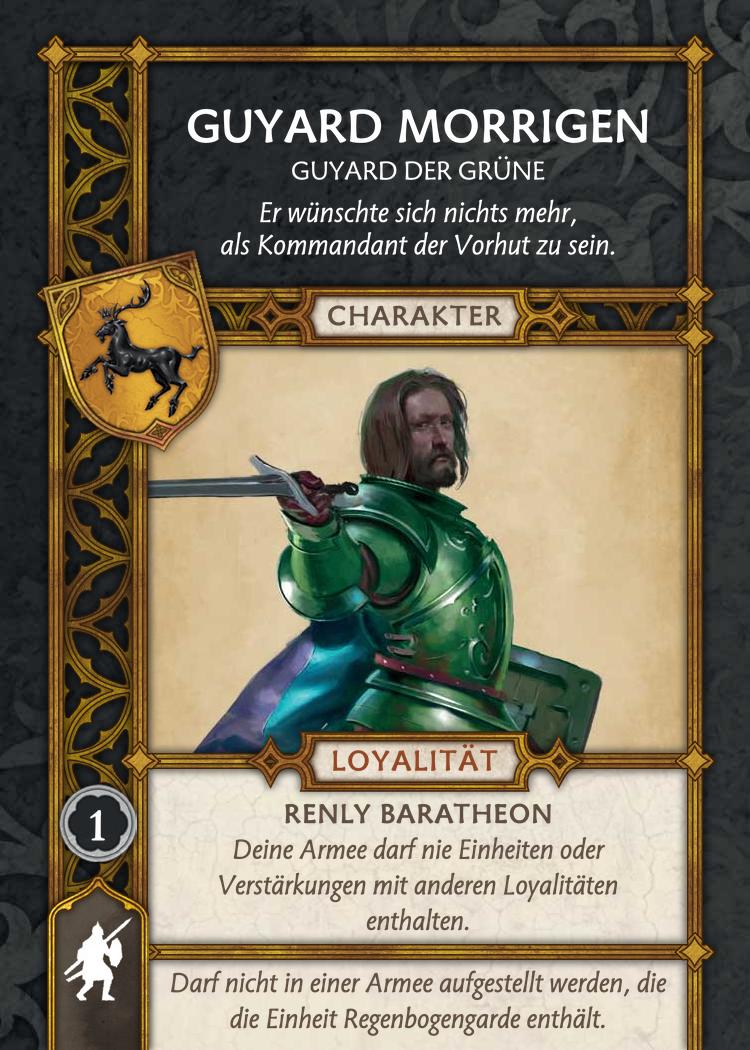 GUYARD MORRIGEN
GUYARD DER GRÜNE
Er wünschte sich nichts mehr,
als Kommandant der Vorhut zu sein.
CHARAKTER
LOYALITÄT
1
RENLY BARATHEON
Deine Armee darf nie Einheiten oder
Verstärkungen mit anderen Loyalitäten
enthalten.
Darf nicht in einer Armee aufgestellt werden, die
die Einheit Regenbogengarde enthält.